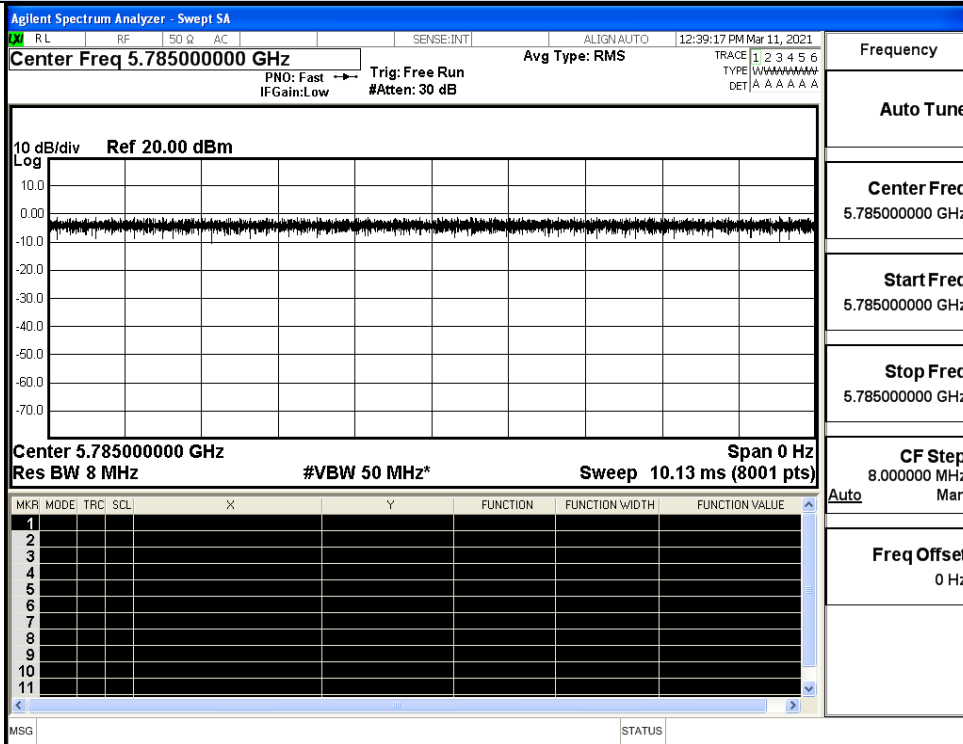 Agilent Spectrum Analyzer - Swept SA
LXI RL RF 50 Ω AC SENSE:INT ALIGN AUTO 12:39:17 PM Mar 11, 2021
Center Freq 5.785000000 GHz Avg Type: RMS TRACE 1 2 3 4 5 6
PNO: Fast Trig: Free Run TYPE
IFGain:Low #Atten: 30 dB DET A A A A A A
10 dB/div Ref 20.00 dBm
Log
10.0
0.00
-10.0
-20.0
-30.0
-40.0
-50.0
-60.0
-70.0
Center 5.785000000 GHz Span 0 Hz
Res BW 8 MHz #VBW 50 MHz* Sweep 10.13 ms (8001 pts)
MKR MODE TRC SCL X Y FUNCTION FUNCTION WIDTH FUNCTION VALUE
1
2
3
4
5
6
7
8
9
10
11
MSG STATUS
Frequency
Auto Tune
Center Freq
5.785000000 GHz
Start Freq
5.785000000 GHz
Stop Freq
5.785000000 GHz
CF Step
8.000000 MHz
Auto Man
Freq Offset
0 Hz